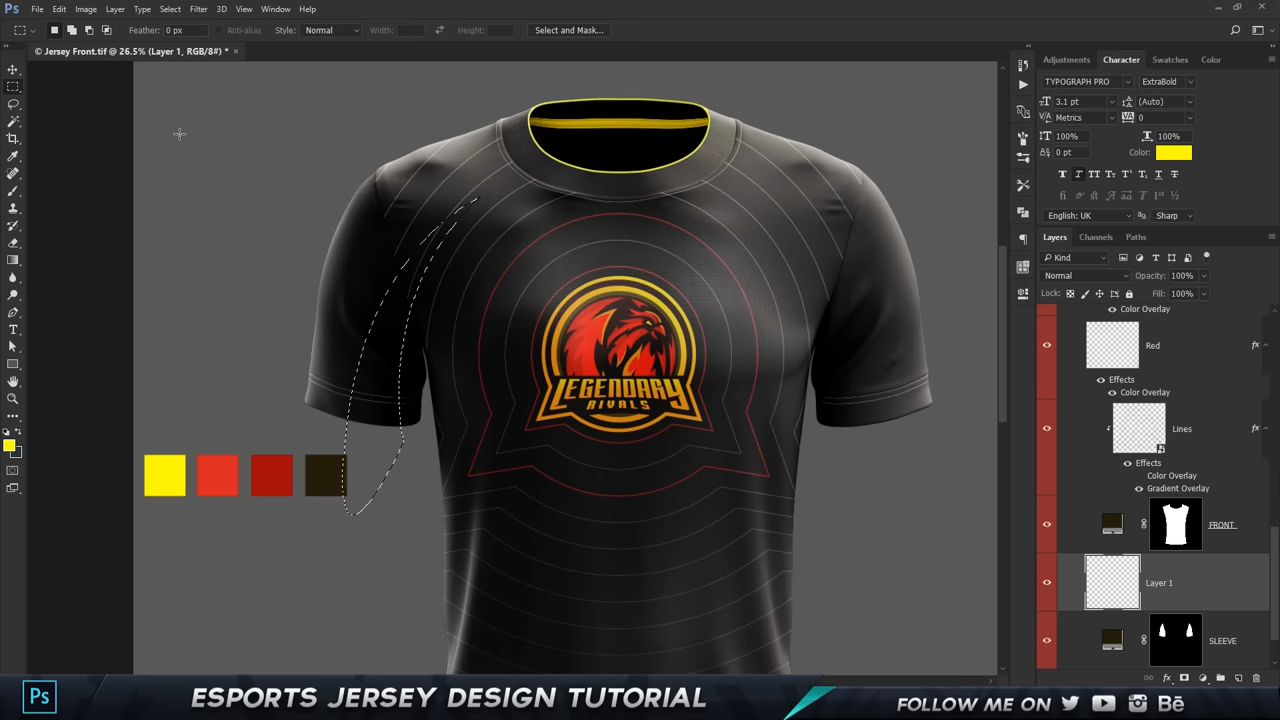 Ps File Edit Image Layer Type Select Filter 3D View Window Help
Feather: 0 px Anti-alias Style: Normal Width: Height: Select and Mask...
© Jersey Front.tif @ 26.5% (Layer 1, RGB/8#) * ×
Adjustments Character Swatches Color
TYPOGRAPH PRO ExtraBold
3.1 pt (Auto)
Metrics 0
100% 100%
0 pt Color:
English: UK Sharp
Layers Channels Paths
Kind
Normal Opacity: 100%
Lock: Fill: 100%
Color Overlay
Red fx
Effects
Color Overlay
Lines fx
Effects
Color Overlay
Gradient Overlay
FRONT
Layer 1
SLEEVE
LEGENDARY
RIVALS
Ps ESPORTS JERSEY DESIGN TUTORIAL
FOLLOW ME ON Bē